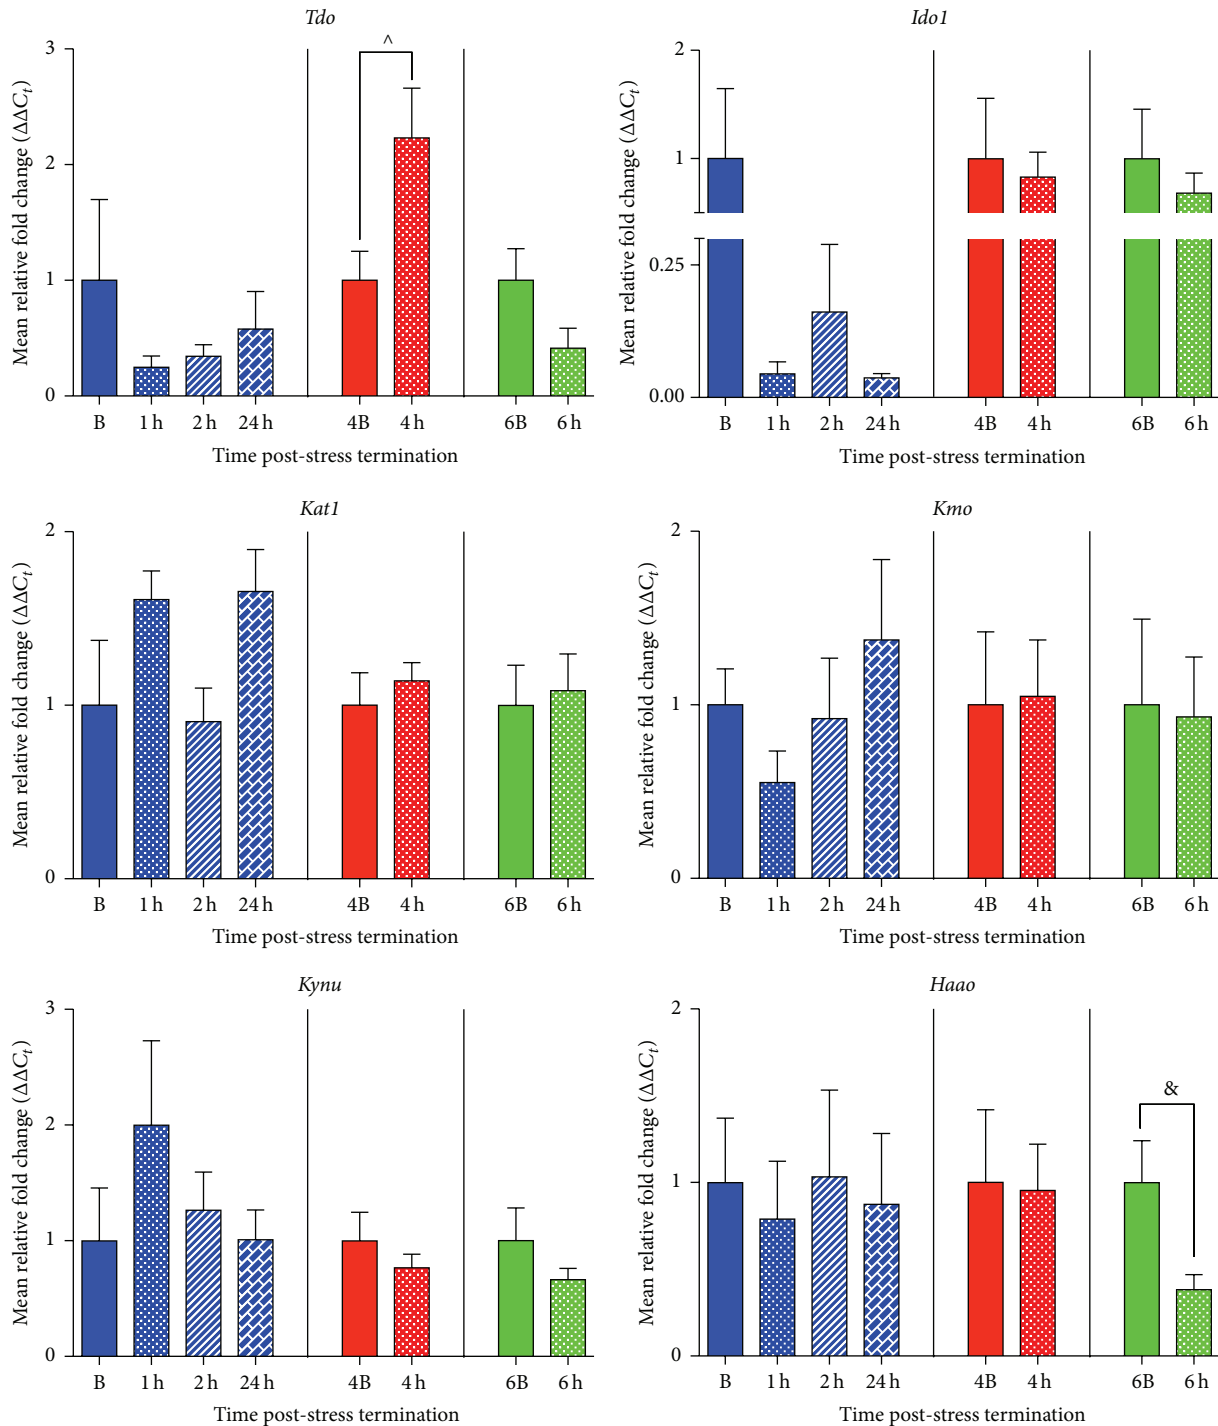 Tdo
Mean relative fold change (ΔΔCt)
3
2
1
0
^
B 1 h 2 h 24 h 4B 4 h 6B 6 h
Time post-stress termination
Ido1
Mean relative fold change (ΔΔCt)
2
1
0.25
0.00
B 1 h 2 h 24 h 4B 4 h 6B 6 h
Time post-stress termination
Kat1
Mean relative fold change (ΔΔCt)
2
1
0
B 1 h 2 h 24 h 4B 4 h 6B 6 h
Time post-stress termination
Kmo
Mean relative fold change (ΔΔCt)
2
1
0
B 1 h 2 h 24 h 4B 4 h 6B 6 h
Time post-stress termination
Kynu
Mean relative fold change (ΔΔCt)
3
2
1
0
B 1 h 2 h 24 h 4B 4 h 6B 6 h
Time post-stress termination
Haao
Mean relative fold change (ΔΔCt)
2
1
0
&
B 1 h 2 h 24 h 4B 4 h 6B 6 h
Time post-stress termination